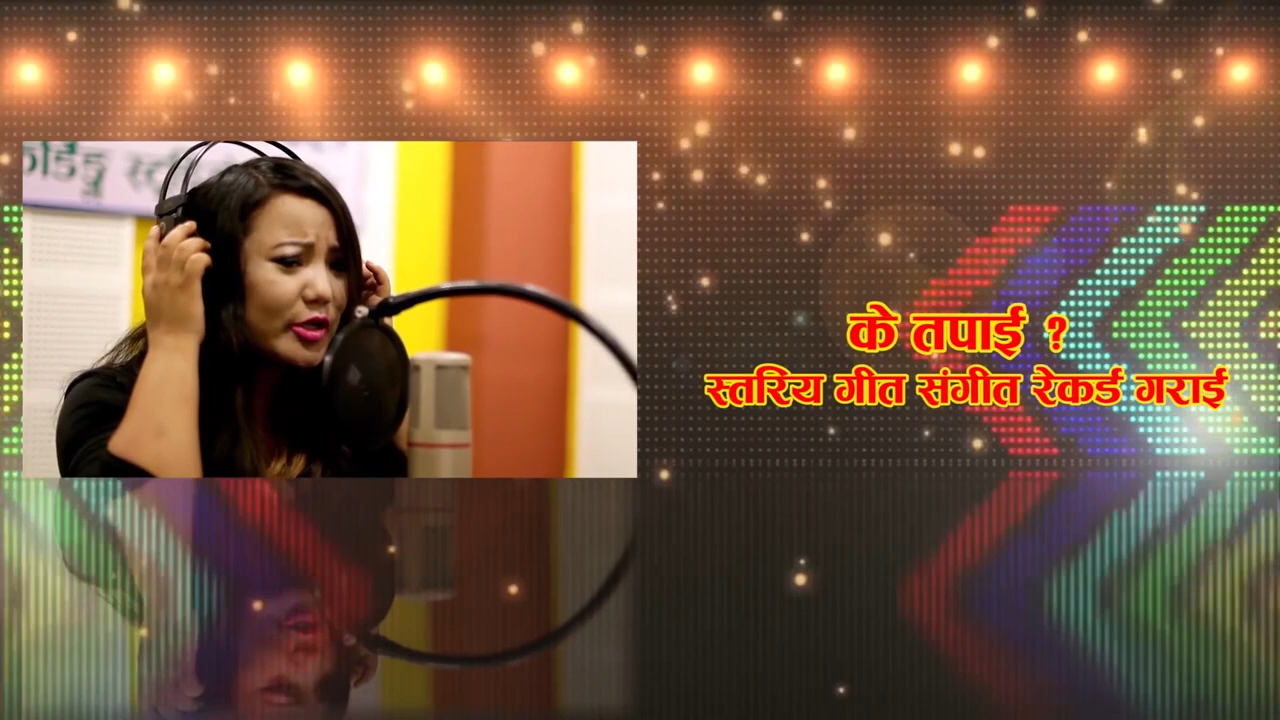 के तपाई ?
स्तरिय गीत संगीत रेकर्ड गराई